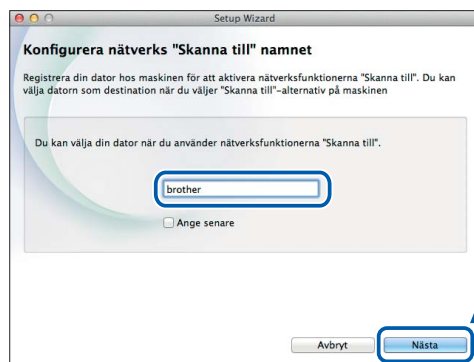 Setup Wizard
Konfigurera nätverks "Skanna till" namnet
Registrera din dator hos maskinen för att aktivera nätverksfunktionerna "Skanna till". Du kan
välja datorn som destination när du väljer "Skanna till"-alternativ på maskinen
Du kan välja din dator när du använder nätverksfunktionerna "Skanna till".
brother
Ange senare
Avbryt Nästa